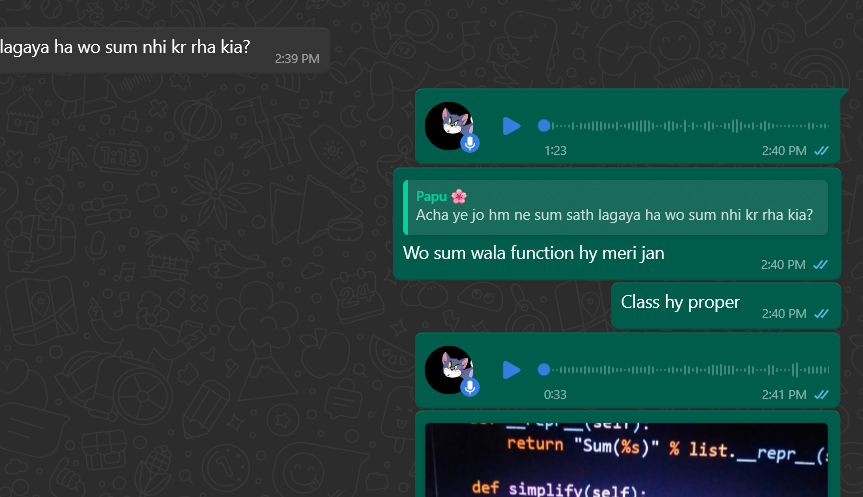 lagaya ha wo sum nhi kr rha kia?
2:39 PM
1:23
2:40 PM
Papu 🌸
Acha ye jo hm ne sum sath lagaya ha wo sum nhi kr rha kia?
Wo sum wala function hy meri jan
2:40 PM
Class hy proper
2:40 PM
0:33
2:41 PM
def __repr__(self):
return "Sum(%s)" % list.__repr__(s
def simplify(self):